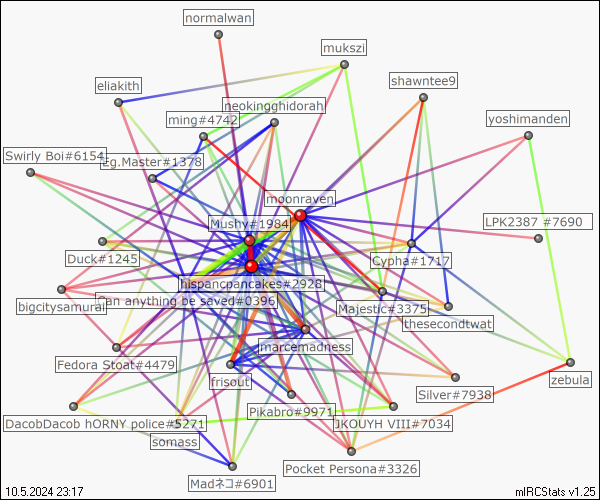 normalwan
mukszi
shawntee9
eliakith
neokingghidorah
ming#4742
yoshimanden
Swirly Boi#6154
Eg.Master#1378
moonraven
Mushy#1984
LPK2387 #7690
Duck#1245
Cypha#1717
hispancpancakes#2928
Can anything be saved#0396
bigcitysamurai
Majestic#3375
thesecondtwat
marcemadness
Fedora Stoat#4479
frisout
Silver#7938
zebula
Pikabro#9971
DacobDacob hORNY police#5271
JKOUYH VIII#7034
somass
Pocket Persona#3326
Madネコ#6901
10.5.2024 23:17
mIRCStats v1.25